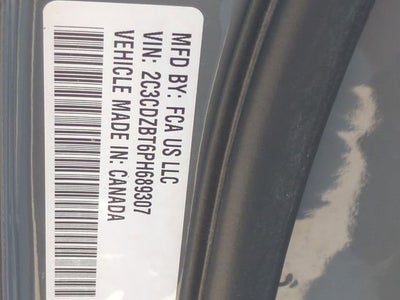 MFD BY: FCA US LLC
VIN: 2C3CDZBT6PH689307
VEHICLE MADE IN: CANADA